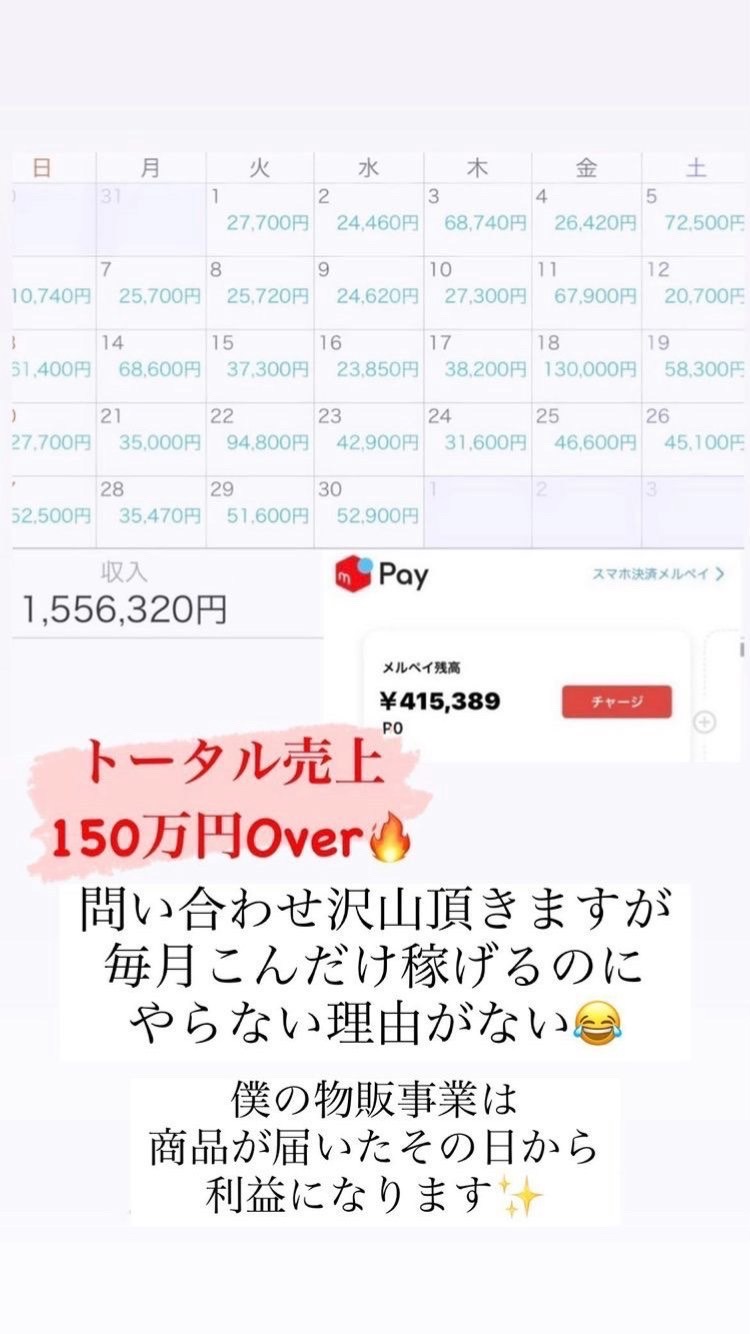 日 月 火 水 木 金 土
31 1 2 3 4 5
27,700円 24,460円 68,740円 26,420円 72,500円
7 8 9 10 11 12
10,740円 25,700円 25,720円 24,620円 27,300円 67,900円 20,700円
14 15 16 17 18 19
61,400円 68,600円 37,300円 23,850円 38,200円 130,000円 58,300円
21 22 23 24 25 26
27,700円 35,000円 94,800円 42,900円 31,600円 46,600円 45,100円
28 29 30 1 2 3
52,500円 35,470円 51,600円 52,900円
収入
1,556,320円
m Pay
スマホ決済メルペイ
メルペイ残高
¥415,389
チャージ
P0
トータル売上
150万円Over🔥
問い合わせ沢山頂きますが
毎月こんだけ稼げるのに
やらない理由がない😂
僕の物販事業は
商品が届いたその日から
利益になります✨